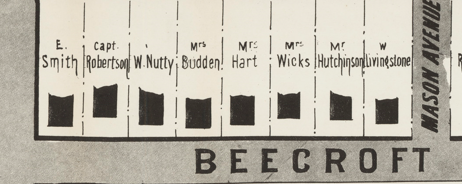 E. Smith
Capt. Robertson
W. Nutty
Mrs Budden
Mrs Hart
Mrs Wicks
Mr Hutchinson
W Livingstone
MASON AVENUE
BEECROFT